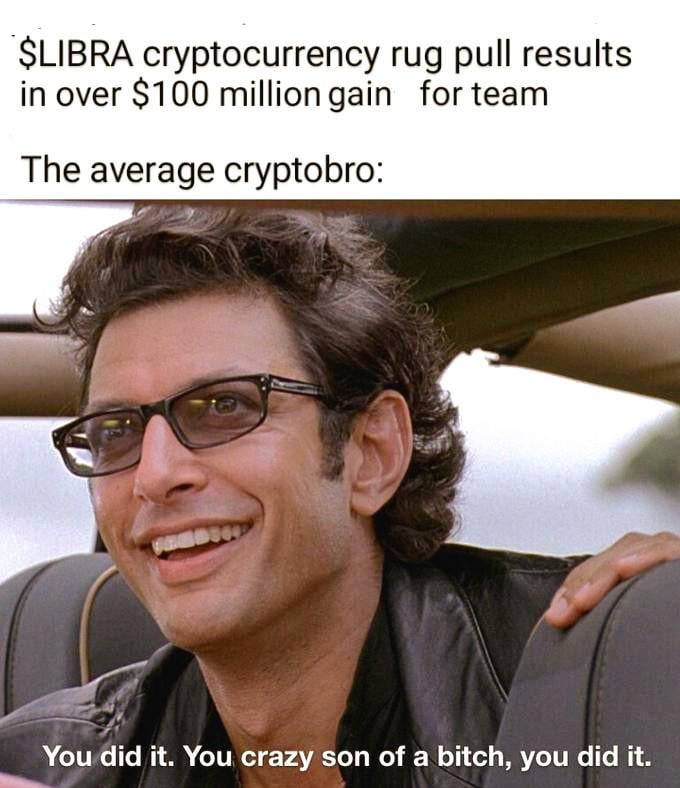 $LIBRA cryptocurrency rug pull results
in over $100 million gain for team
The average cryptobro:
You did it. You crazy son of a bitch, you did it.